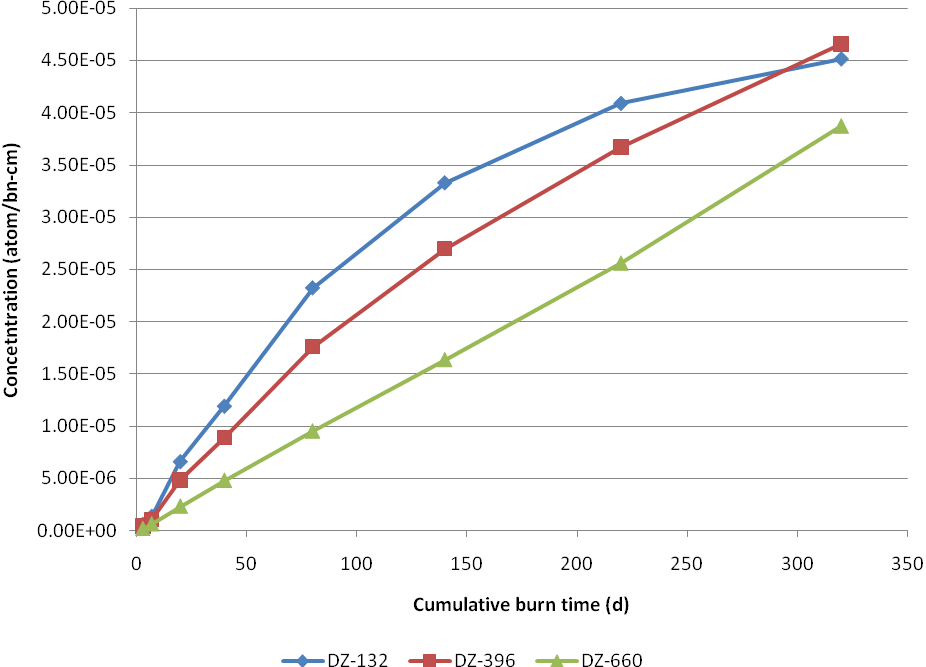 5.00E-05
4.50E-05
4.00E-05
3.50E-05
3.00E-05
2.50E-05
2.00E-05
1.50E-05
1.00E-05
5.00E-06
0.00E+00
Concetntration (atom/bn-cm)
0 50 100 150 200 250 300 350
Cumulative burn time (d)
DZ-132 DZ-396 DZ-660